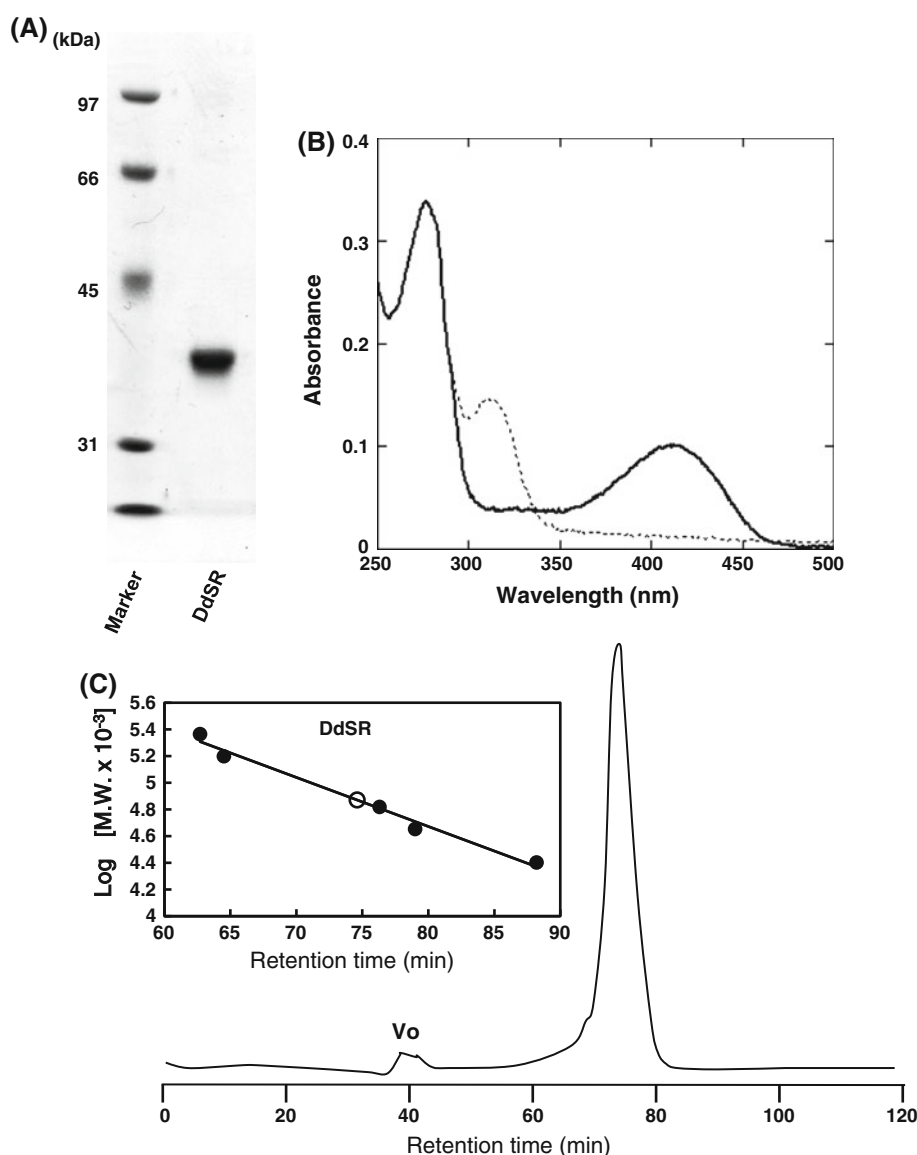 (A) (kDa)
97
66
45
31
Marker
DdSR
(B)
0.4
0.3
0.2
0.1
0
Absorbance
250 300 350 400 450 500
Wavelength (nm)
(C)
5.6
5.4
5.2
5
4.8
4.6
4.4
4.2
4
Log [M.W. x 10⁻³]
DdSR
60 65 70 75 80 85 90
Retention time (min)
Vo
0 20 40 60 80 100 120
Retention time (min)